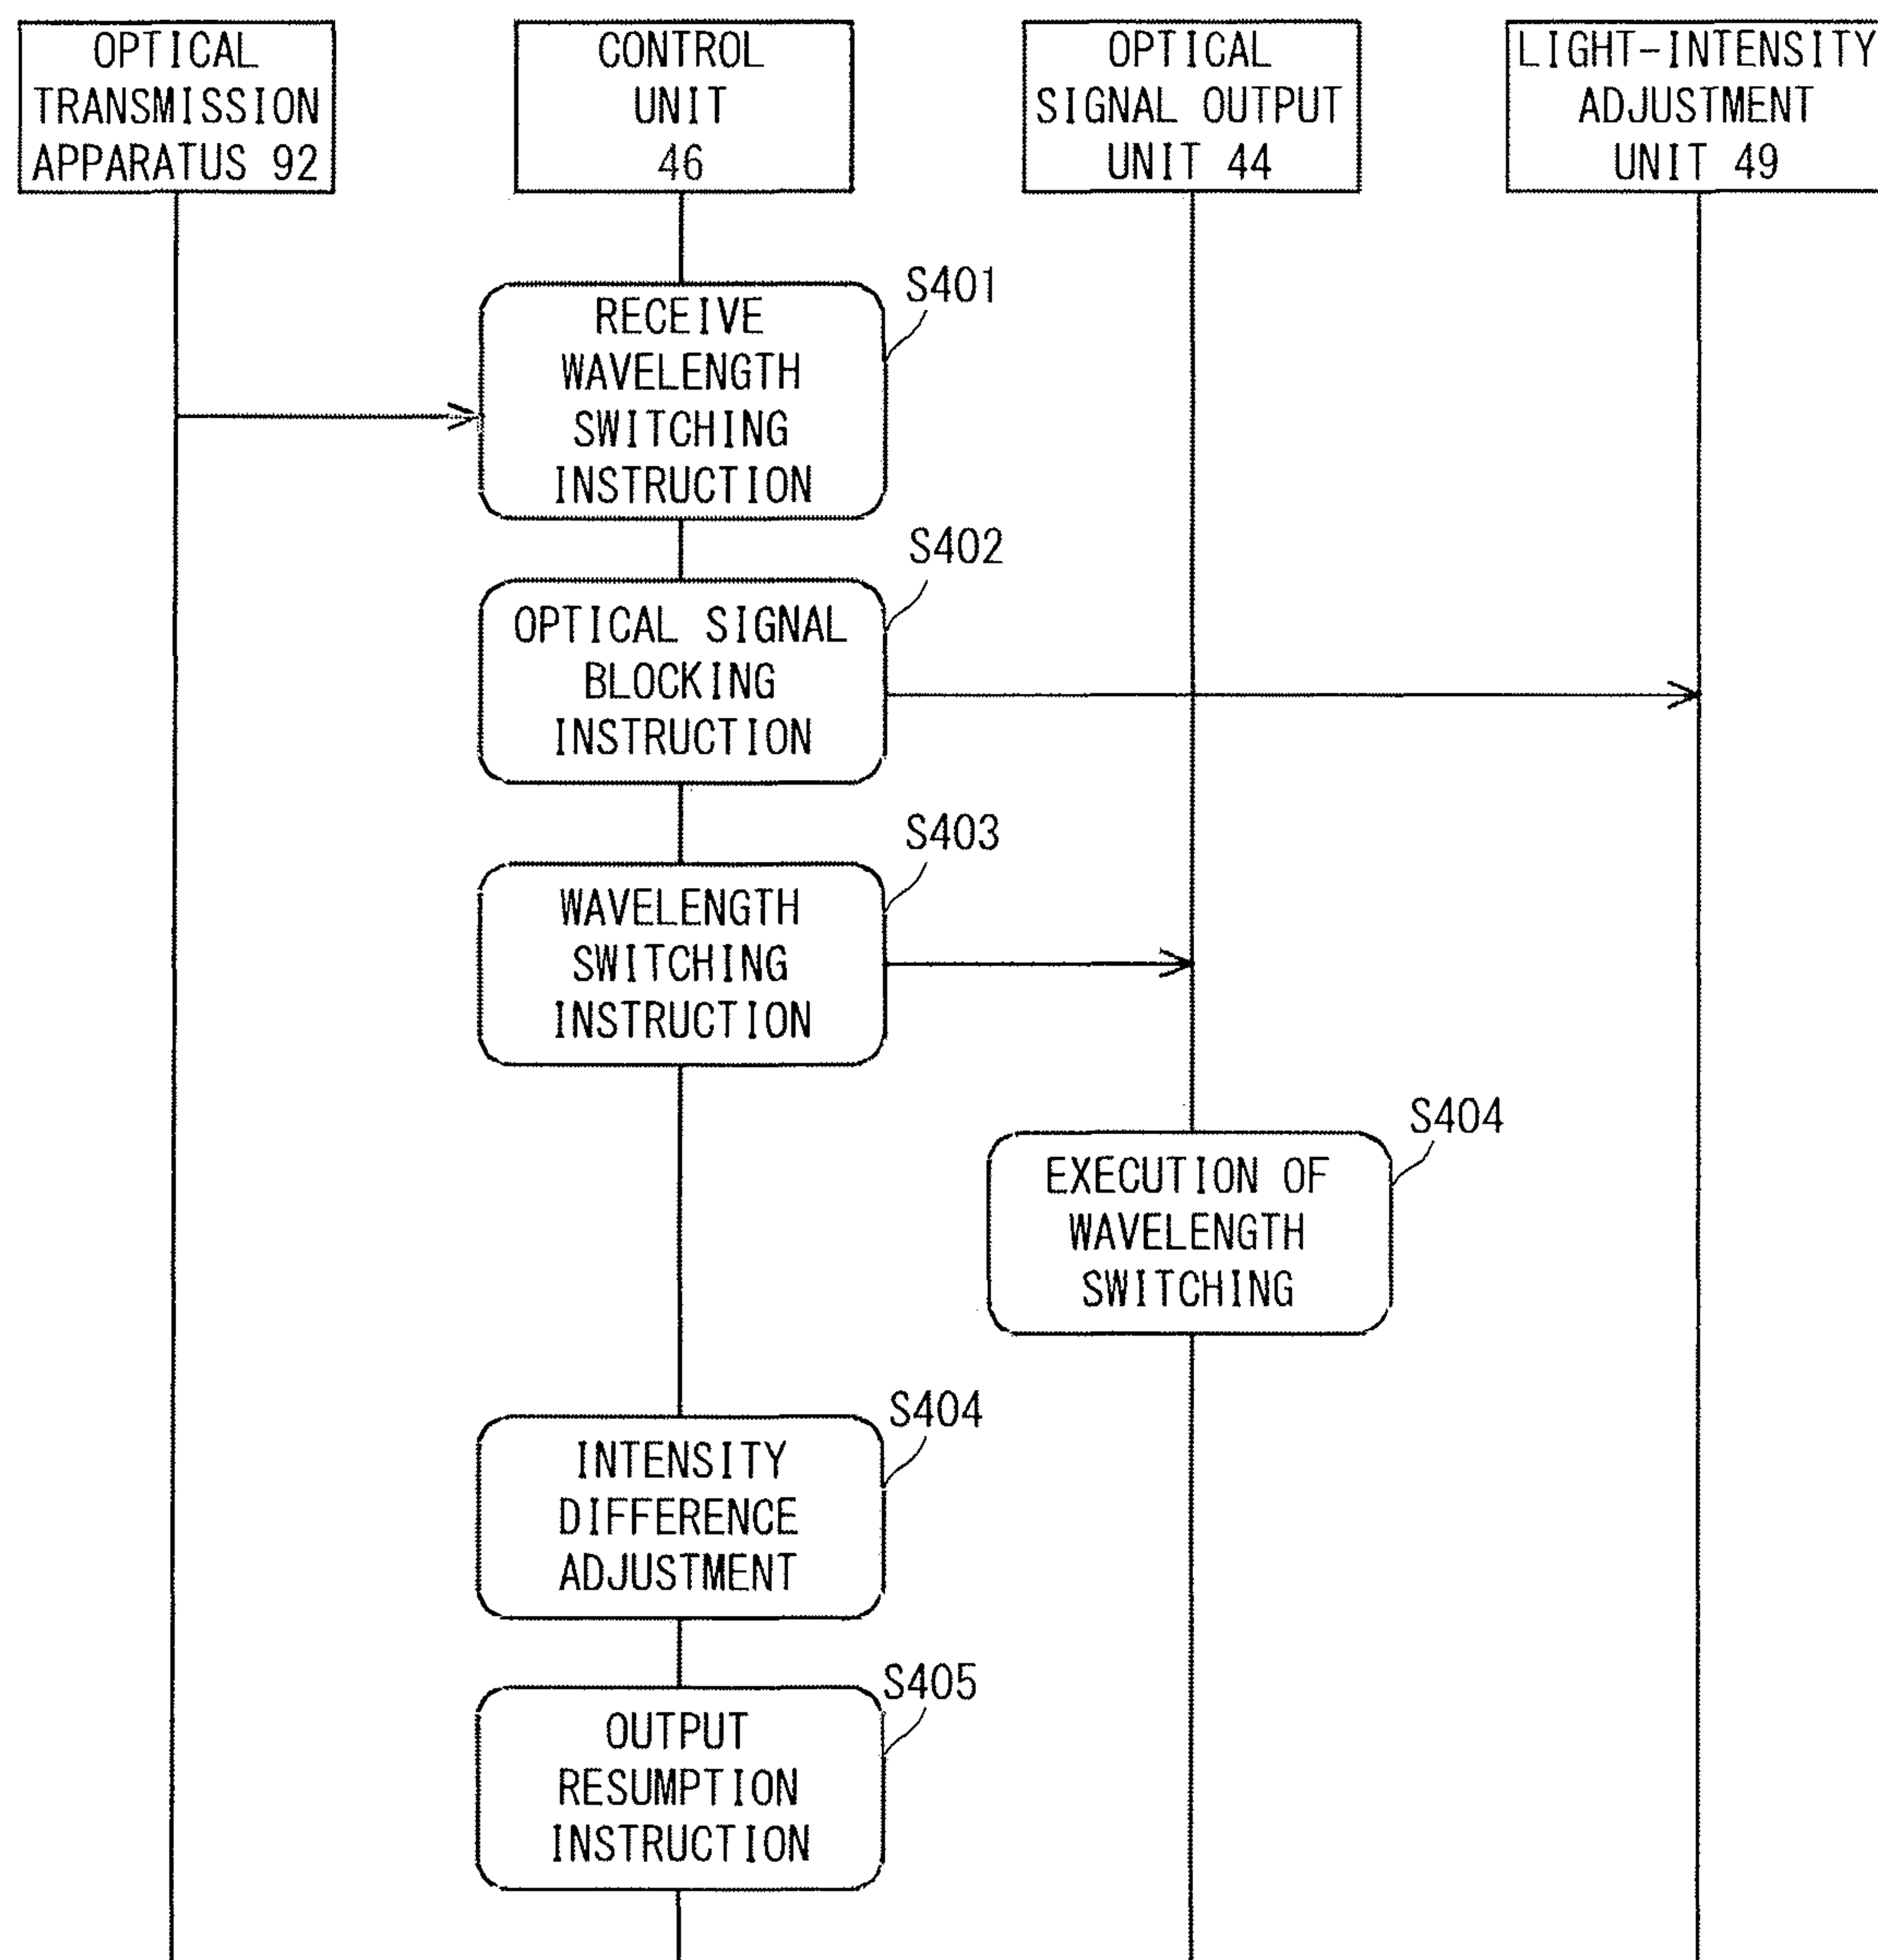 OPTICAL
TRANSMISSION
APPARATUS 92
CONTROL
UNIT
46
OPTICAL
SIGNAL OUTPUT
UNIT 44
LIGHT-INTENSITY
ADJUSTMENT
UNIT 49
S401
RECEIVE
WAVELENGTH
SWITCHING
INSTRUCTION
S402
OPTICAL SIGNAL
BLOCKING
INSTRUCTION
S403
WAVELENGTH
SWITCHING
INSTRUCTION
S404
EXECUTION OF
WAVELENGTH
SWITCHING
S404
INTENSITY
DIFFERENCE
ADJUSTMENT
S405
OUTPUT
RESUMPTION
INSTRUCTION